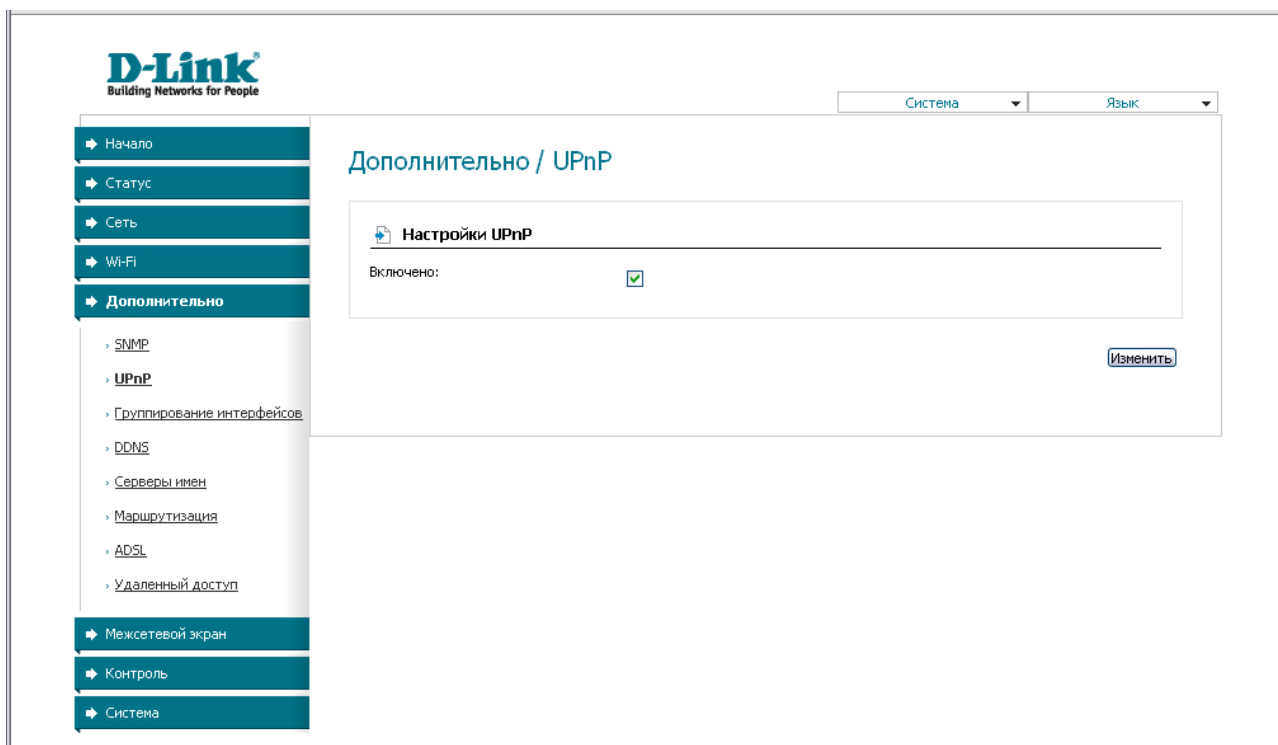 D-Link
Building Networks for People
Система
Язык
Начало
Статус
Сеть
Wi-Fi
Дополнительно
SNMP
UPnP
Группирование интерфейсов
DDNS
Серверы имен
Маршрутизация
ADSL
Удаленный доступ
Межсетевой экран
Контроль
Система
Дополнительно / UPnP
Настройки UPnP
Включено:
Изменить